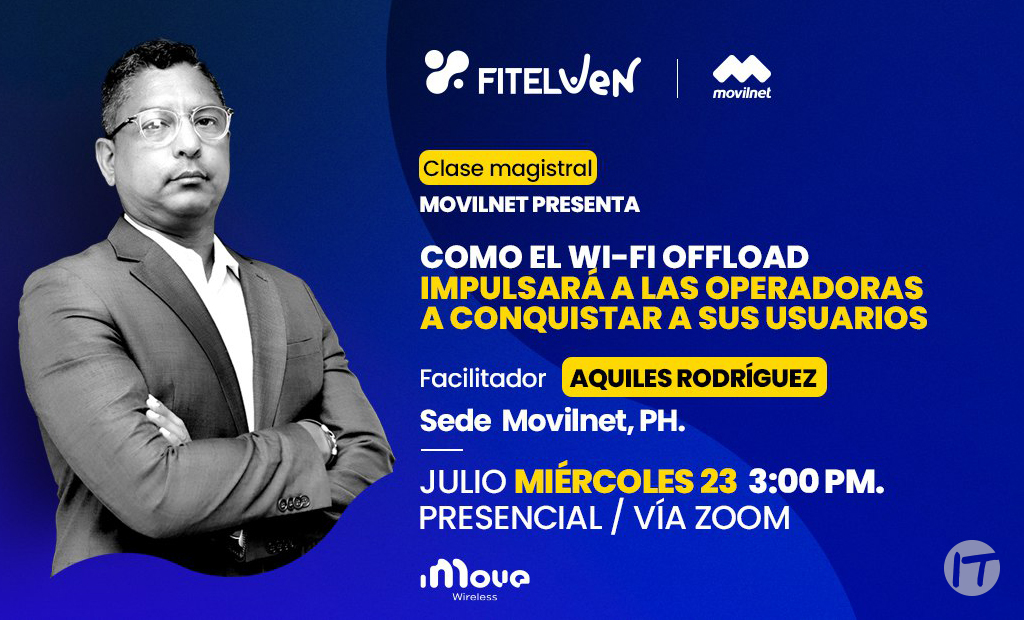 FITELVEN
movilnet
Clase magistral
MOVILNET PRESENTA
COMO EL WI-FI OFFLOAD
IMPULSARÁ A LAS OPERADORAS
A CONQUISTAR A SUS USUARIOS
Facilitador AQUILES RODRÍGUEZ
Sede Movilnet, PH.
JULIO MIÉRCOLES 23 3:00 PM.
PRESENCIAL / VÍA ZOOM
iMove
Wireless
IT